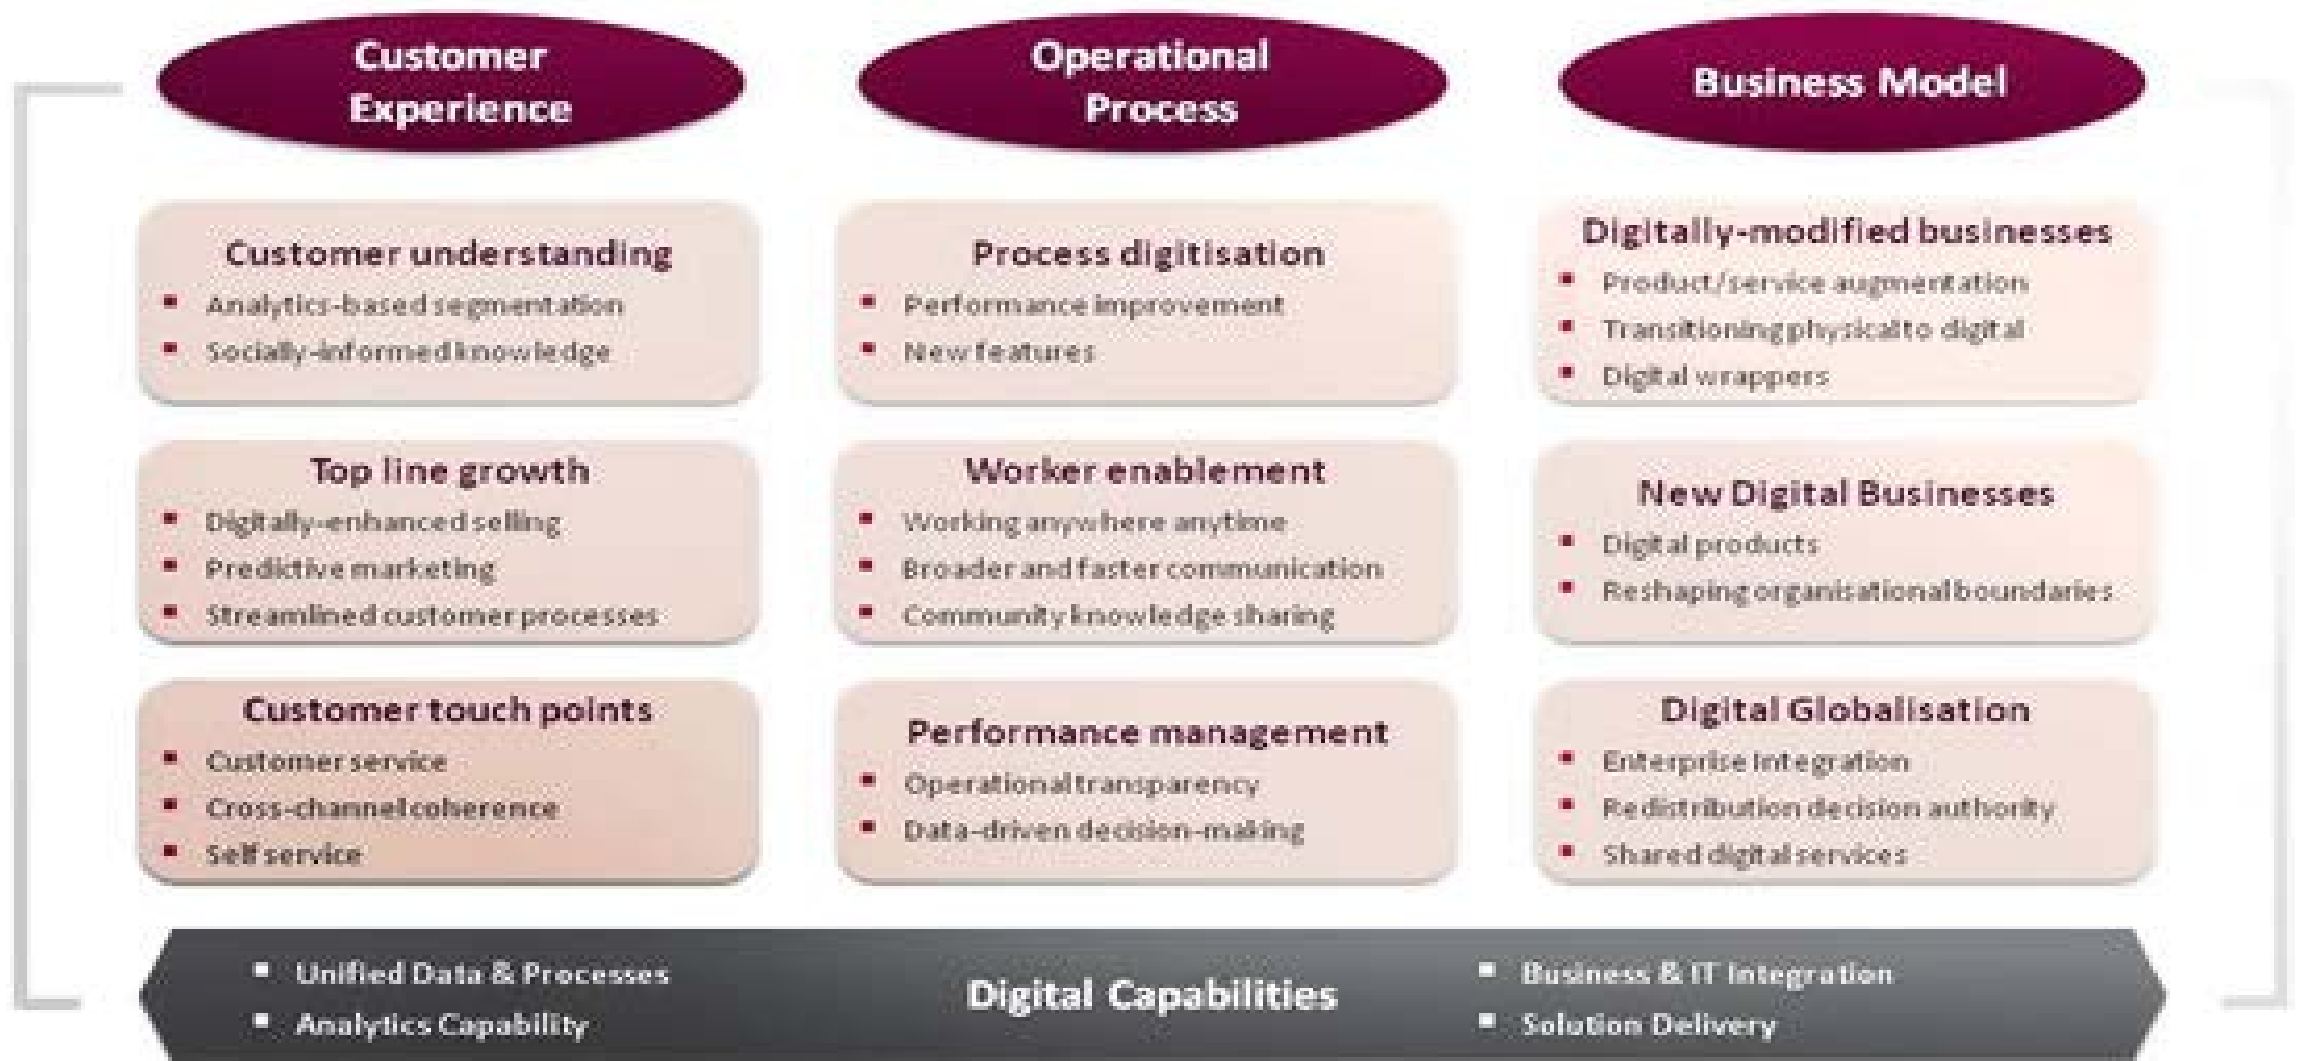 Customer
Experience
Operational
Process
Business Model
Customer understanding
▪ Analytics-based segmentation
▪ Socially-informed knowledge
Process digitisation
▪ Performance improvement
▪ New features
Digitally-modified businesses
▪ Product/service augmentation
▪ Transitioning physical to digital
▪ Digital wrappers
Top line growth
▪ Digitally-enhanced selling
▪ Predictive marketing
▪ Streamlined customer processes
Worker enablement
▪ Working anywhere anytime
▪ Broader and faster communication
▪ Community knowledge sharing
New Digital Businesses
▪ Digital products
▪ Reshaping organisational boundaries
Customer touch points
▪ Customer service
▪ Cross-channel coherence
▪ Self service
Performance management
▪ Operational transparency
▪ Data-driven decision-making
Digital Globalisation
▪ Enterprise Integration
▪ Redistribution decision authority
▪ Shared digital services
▪ Unified Data & Processes
▪ Analytics Capability
Digital Capabilities
▪ Business & IT Integration
▪ Solution Delivery